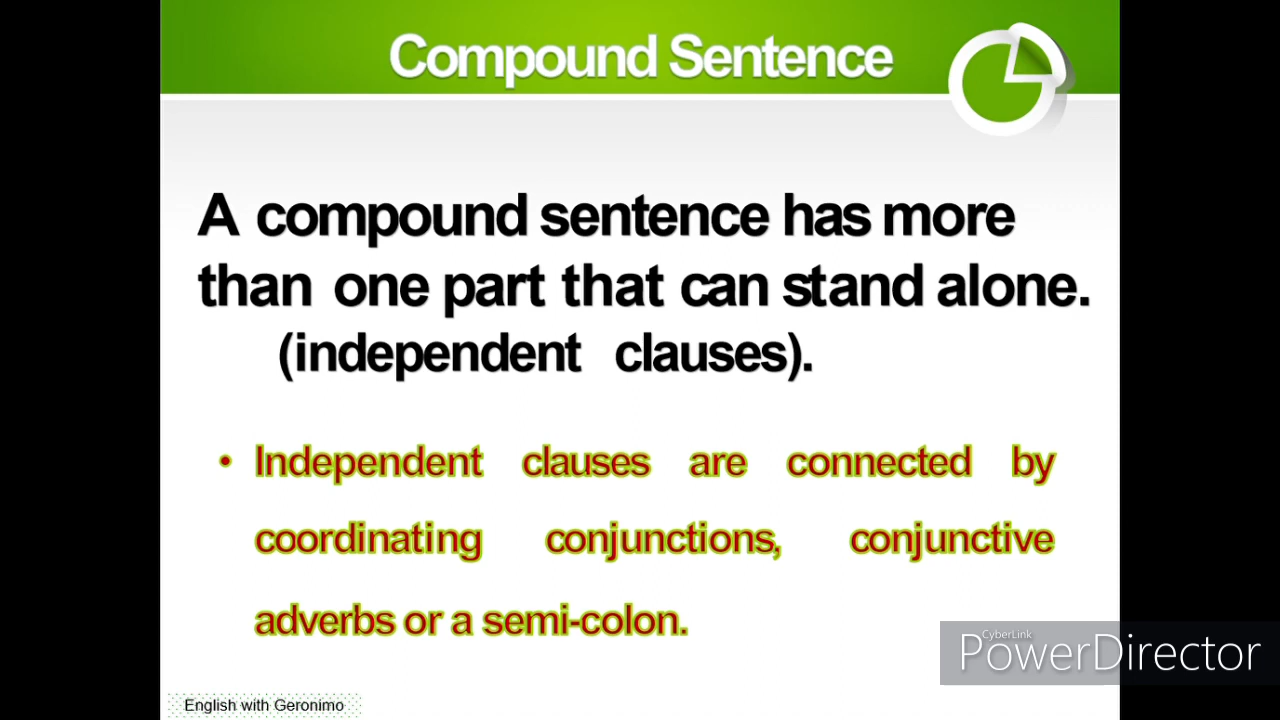 Compound Sentence
A compound sentence has more
than one part that can stand alone.
(independent clauses).
• Independent clauses are connected by
coordinating conjunctions, conjunctive
adverbs or a semi-colon.
CyberLink
PowerDirector
English with Geronimo